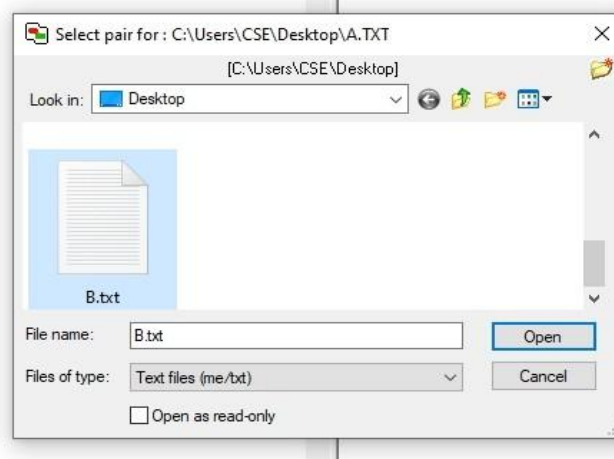 Select pair for : C:\Users\CSE\Desktop\A.TXT
[C:\Users\CSE\Desktop]
Look in: Desktop
B.txt
File name: B.txt Open
Files of type: Text files (me/txt) Cancel
Open as read-only